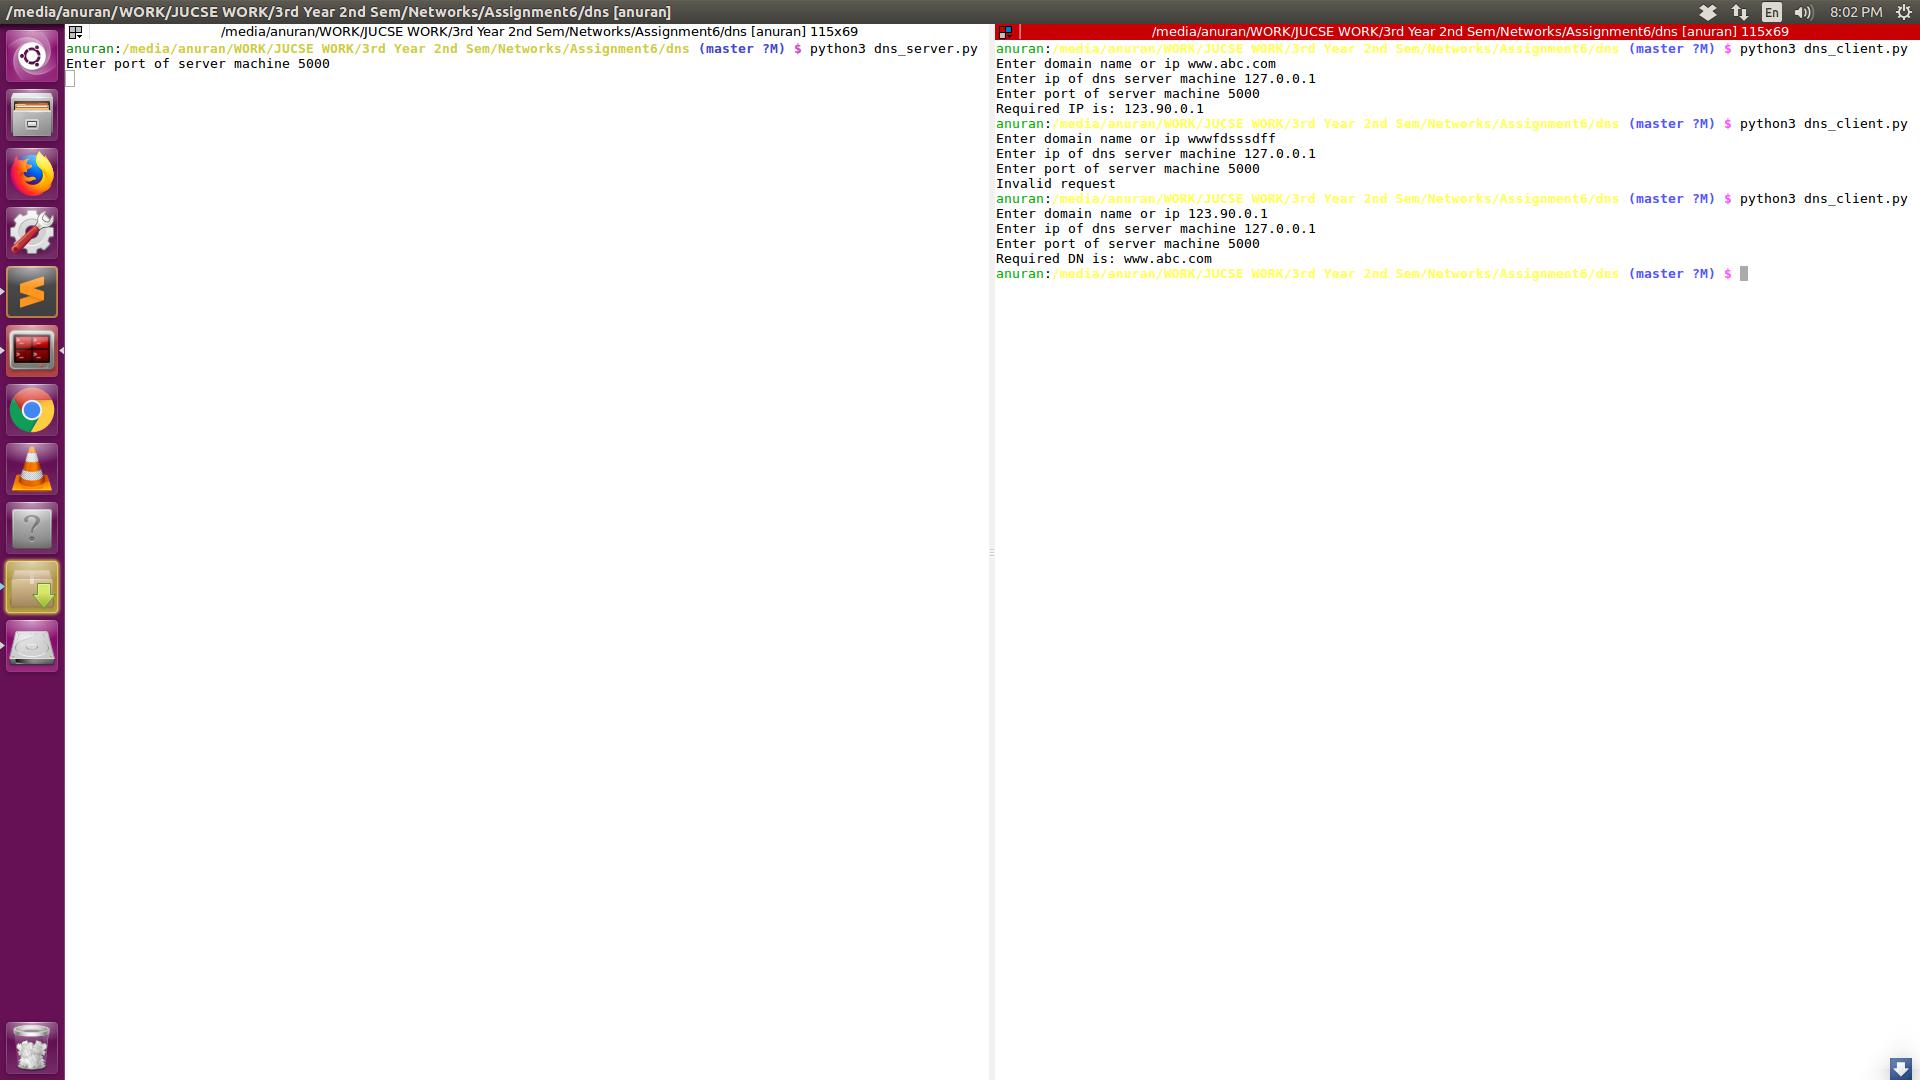 /media/anuran/WORK/JUCSE WORK/3rd Year 2nd Sem/Networks/Assignment6/dns [anuran]
En
8:02 PM
/media/anuran/WORK/JUCSE WORK/3rd Year 2nd Sem/Networks/Assignment6/dns [anuran] 115x69
anuran:/media/anuran/WORK/JUCSE WORK/3rd Year 2nd Sem/Networks/Assignment6/dns (master ?M) $ python3 dns_server.py
Enter port of server machine 5000
/media/anuran/WORK/JUCSE WORK/3rd Year 2nd Sem/Networks/Assignment6/dns [anuran] 115x69
anuran:/media/anuran/WORK/JUCSE WORK/3rd Year 2nd Sem/Networks/Assignment6/dns (master ?M) $ python3 dns_client.py
Enter domain name or ip www.abc.com
Enter ip of dns server machine 127.0.0.1
Enter port of server machine 5000
Required IP is: 123.90.0.1
anuran:/media/anuran/WORK/JUCSE WORK/3rd Year 2nd Sem/Networks/Assignment6/dns (master ?M) $ python3 dns_client.py
Enter domain name or ip wwwfdsssdff
Enter ip of dns server machine 127.0.0.1
Enter port of server machine 5000
Invalid request
anuran:/media/anuran/WORK/JUCSE WORK/3rd Year 2nd Sem/Networks/Assignment6/dns (master ?M) $ python3 dns_client.py
Enter domain name or ip 123.90.0.1
Enter ip of dns server machine 127.0.0.1
Enter port of server machine 5000
Required DN is: www.abc.com
anuran:/media/anuran/WORK/JUCSE WORK/3rd Year 2nd Sem/Networks/Assignment6/dns (master ?M) $